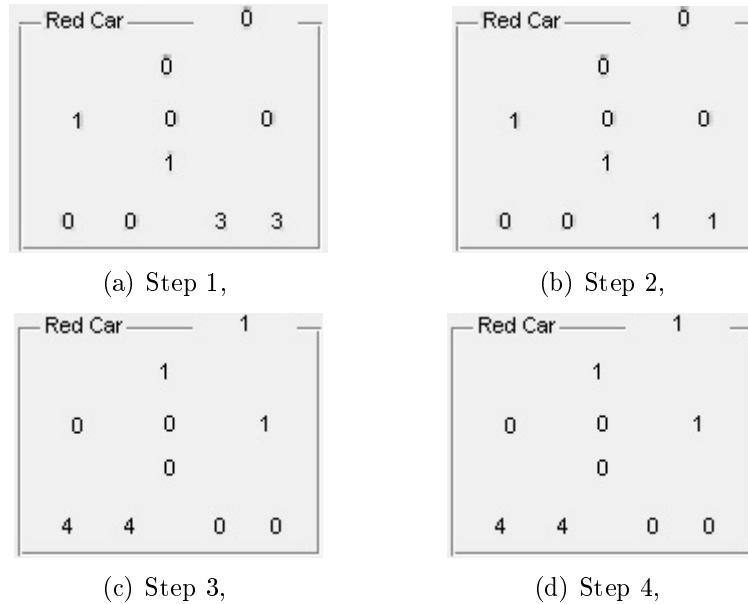 Red Car 0
0
1 0 0
1
0 0 3 3
(a) Step 1,
Red Car 0
0
1 0 0
1
0 0 1 1
(b) Step 2,
Red Car 1
1
0 0 1
0
4 4 0 0
(c) Step 3,
Red Car 1
1
0 0 1
0
4 4 0 0
(d) Step 4,